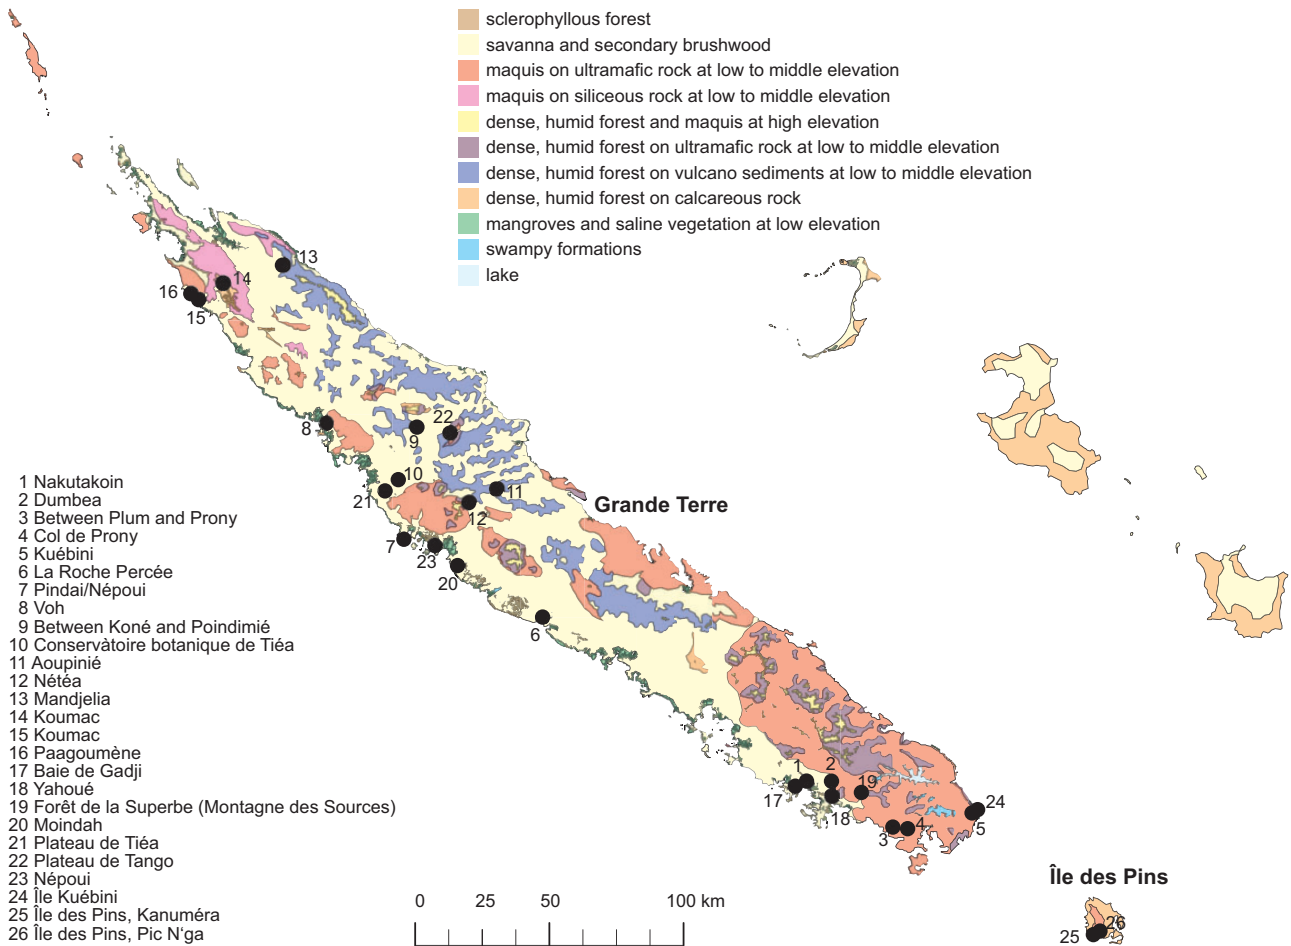 sclerophyllous forest
savanna and secondary brushwood
maquis on ultramafic rock at low to middle elevation
maquis on siliceous rock at low to middle elevation
dense, humid forest and maquis at high elevation
dense, humid forest on ultramafic rock at low to middle elevation
dense, humid forest on vulcano sediments at low to middle elevation
dense, humid forest on calcareous rock
mangroves and saline vegetation at low elevation
swampy formations
lake
13
14
16
15
22
8
9
10
21
11
12
7
23
20
6
Grande Terre
1
2
17
19
18
24
3
4
5
Île des Pins
26
25
1 Nakutakoin
2 Dumbea
3 Between Plum and Prony
4 Col de Prony
5 Kuébini
6 La Roche Percée
7 Pindai/Népoui
8 Voh
9 Between Koné and Poindimié
10 Conservàtoire botanique de Tiéa
11 Aoupinié
12 Nétéa
13 Mandjelia
14 Koumac
15 Koumac
16 Paagoumène
17 Baie de Gadji
18 Yahoué
19 Forêt de la Superbe (Montagne des Sources)
20 Moindah
21 Plateau de Tiéa
22 Plateau de Tango
23 Népoui
24 Île Kuébini
25 Île des Pins, Kanuméra
26 Île des Pins, Pic N‘ga
0 25 50 100 km